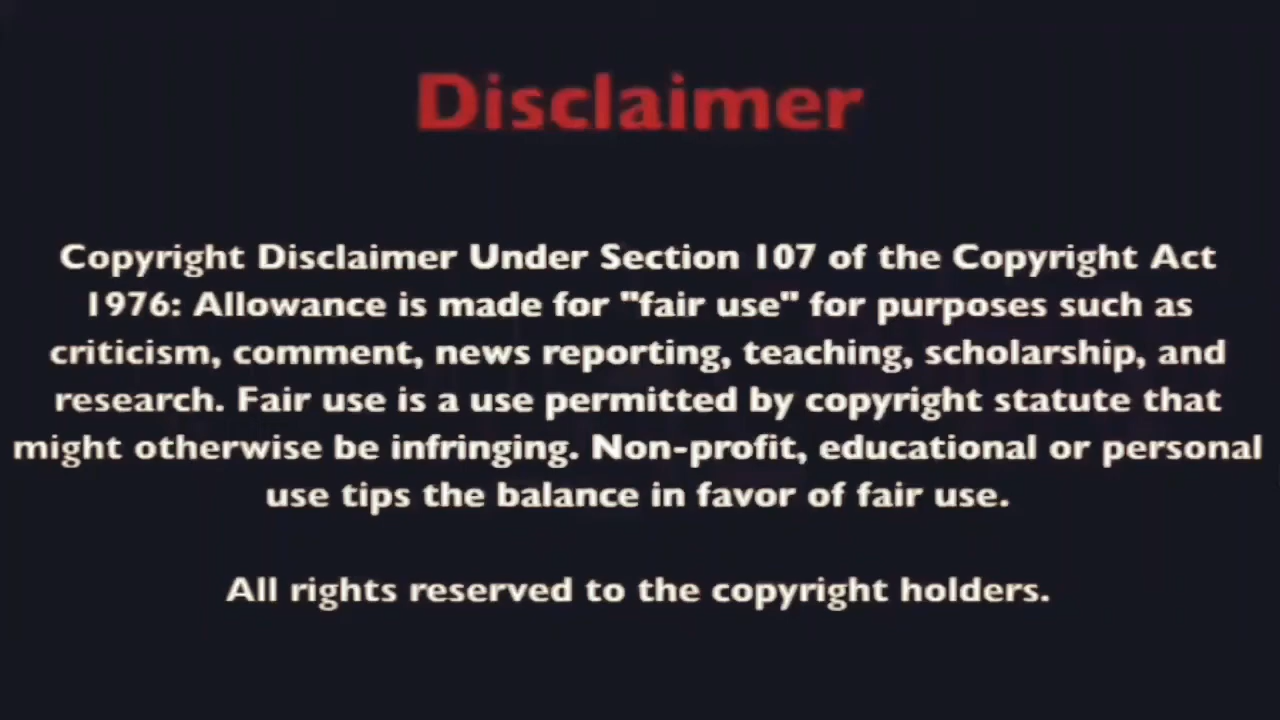 Disclaimer
Copyright Disclaimer Under Section 107 of the Copyright Act
1976: Allowance is made for "fair use" for purposes such as
criticism, comment, news reporting, teaching, scholarship, and
research. Fair use is a use permitted by copyright statute that
might otherwise be infringing. Non-profit, educational or personal
use tips the balance in favor of fair use.
All rights reserved to the copyright holders.